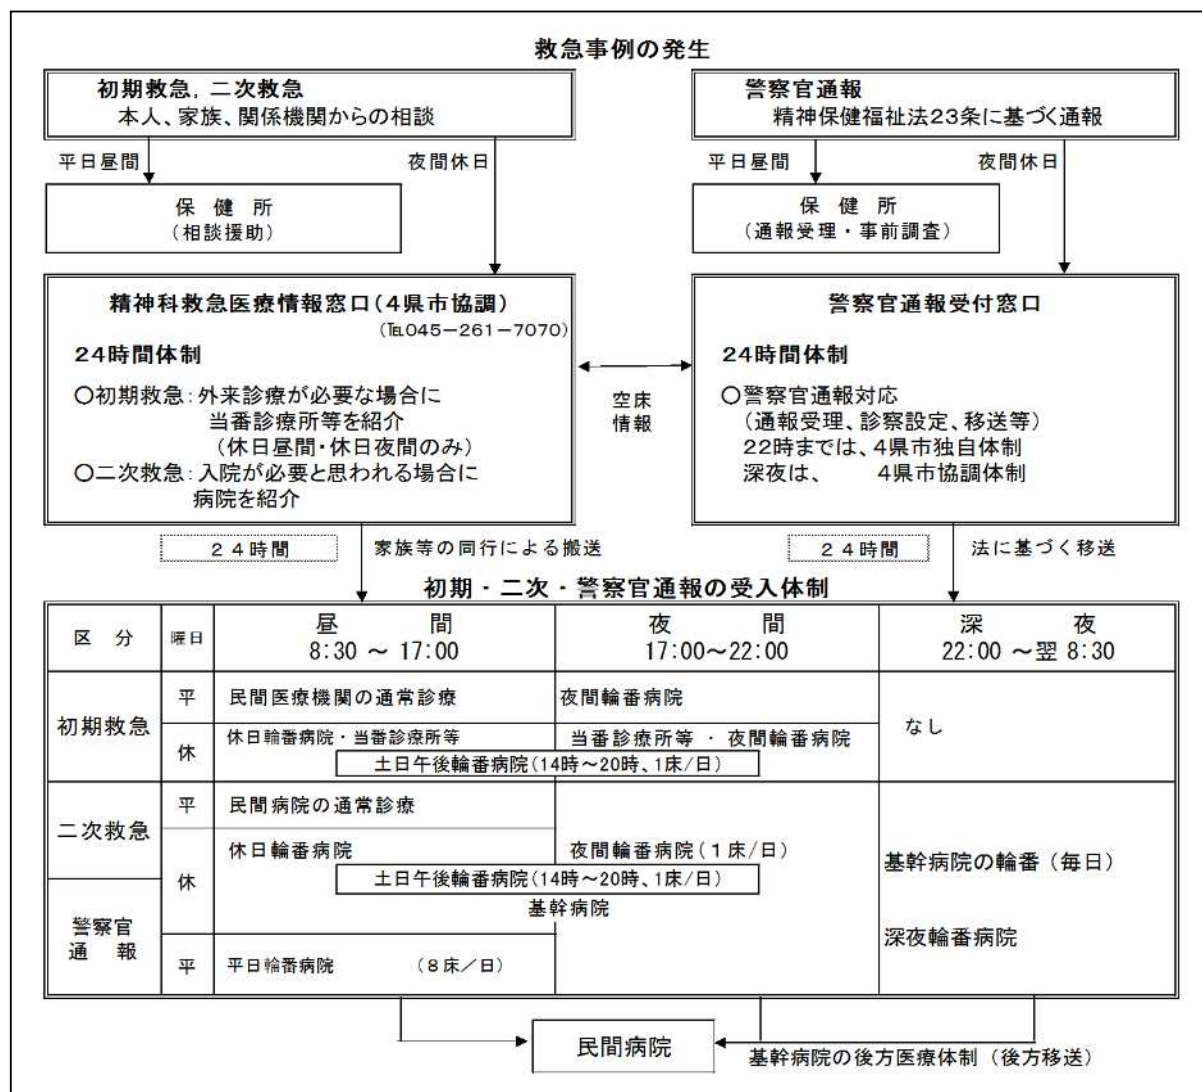 救急事例の発生
初期救急，二次救急
本人、家族、関係機関からの相談
警察官通報
精神保健福祉法23条に基づく通報
平日昼間
夜間休日
平日昼間
夜間休日
保健所
（相談援助）
保健所
（通報受理・事前調査）
精神科救急医療情報窓口（4県市協調）
（℡045－261－7070）
24時間体制
○初期救急：外来診療が必要な場合に
当番診療所等を紹介
（休日昼間・休日夜間のみ）
○二次救急：入院が必要と思われる場合に
病院を紹介
空床
情報
警察官通報受付窓口
24時間体制
○警察官通報対応
（通報受理、診察設定、移送等）
22時までは、4県市独自体制
深夜は、 4県市協調体制
24時間
家族等の同行による搬送
24時間
法に基づく移送
初期・二次・警察官通報の受入体制
区分 曜日 昼間 夜間 深夜
8:30 ～ 17:00 17:00～22:00 22:00 ～翌 8:30
初期救急
平 民間医療機関の通常診療 夜間輪番病院
なし
休 休日輪番病院・当番診療所等 当番診療所等 ・ 夜間輪番病院
土日午後輪番病院（14時～20時、1床/日）
二次救急
平 民間病院の通常診療
休 休日輪番病院 夜間輪番病院（１床/日）
基幹病院の輪番（毎日）
土日午後輪番病院（14時～20時、1床/日）
基幹病院
警察官
通報
深夜輪番病院
平 平日輪番病院 （８床／日）
民間病院
基幹病院の後方医療体制（後方移送）